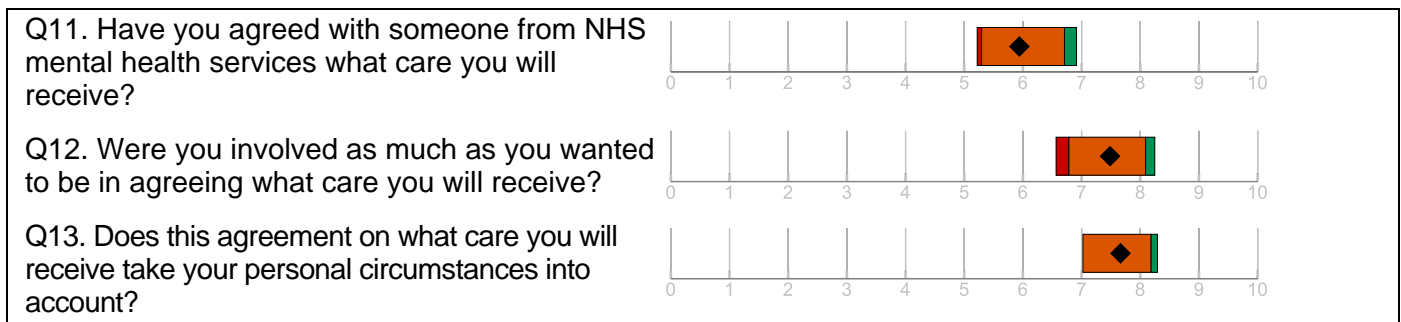 Q11. Have you agreed with someone from NHS
mental health services what care you will
receive?
0 1 2 3 4 5 6 7 8 9 10
Q12. Were you involved as much as you wanted
to be in agreeing what care you will receive?
0 1 2 3 4 5 6 7 8 9 10
Q13. Does this agreement on what care you will
receive take your personal circumstances into
account?
0 1 2 3 4 5 6 7 8 9 10